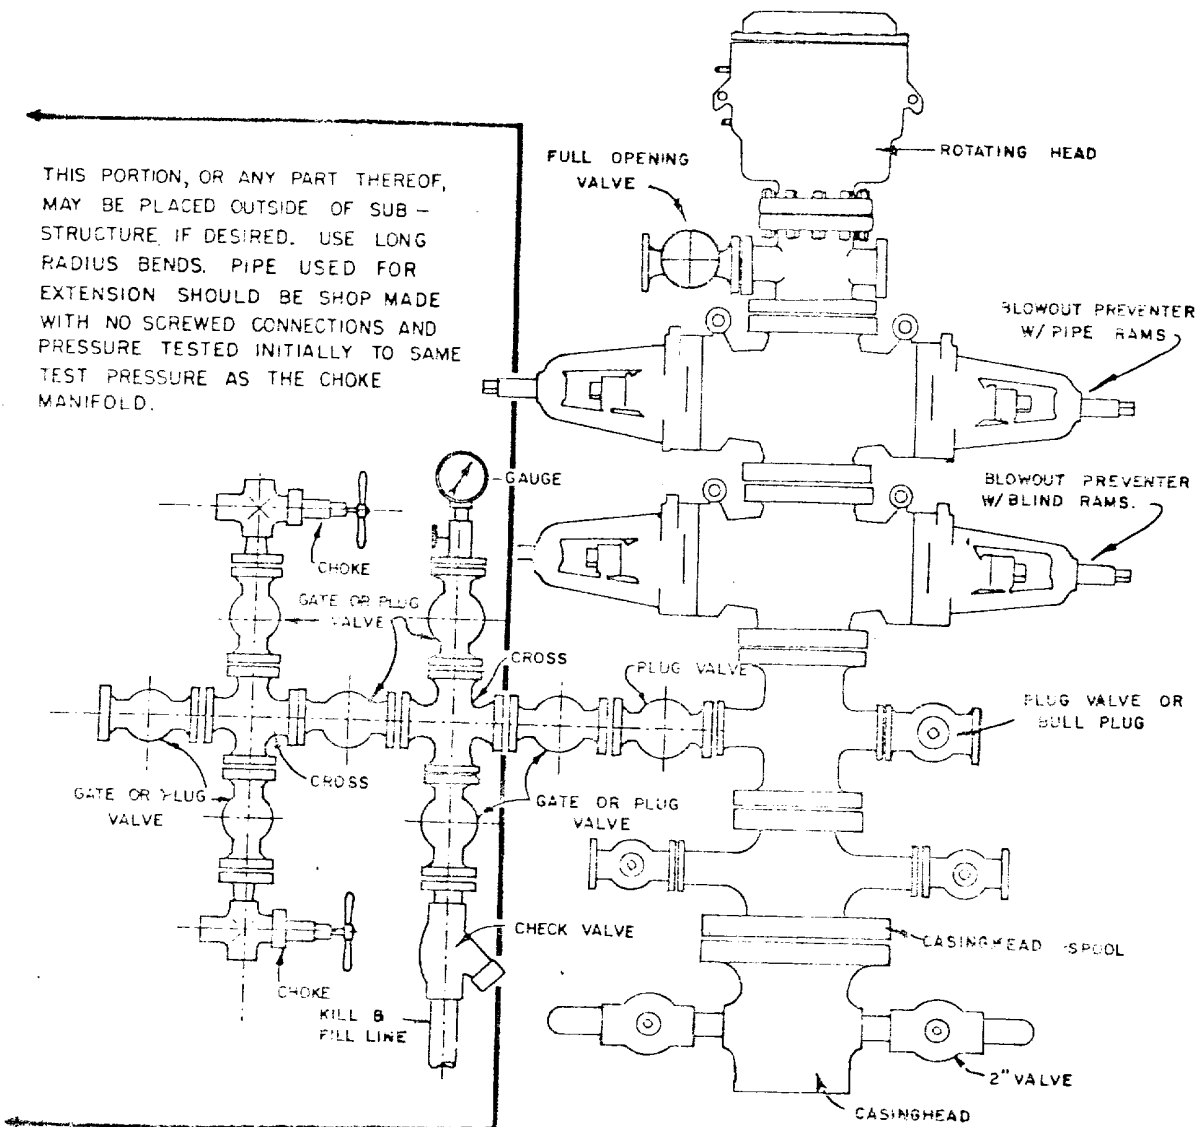 THIS PORTION, OR ANY PART THEREOF,
MAY BE PLACED OUTSIDE OF SUB-
STRUCTURE IF DESIRED. USE LONG
RADIUS BENDS. PIPE USED FOR
EXTENSION SHOULD BE SHOP MADE
WITH NO SCREWED CONNECTIONS AND
PRESSURE TESTED INITIALLY TO SAME
TEST PRESSURE AS THE CHOKE
MANIFOLD.
FULL OPENING
VALVE
ROTATING HEAD
BLOWOUT PREVENTER
W/ PIPE RAMS
BLOWOUT PREVENTER
W/BLIND RAMS.
GAUGE
CHOKE
GATE OR PLUG
VALVE
CROSS
PLUG VALVE
PLUG VALVE OR
BULL PLUG
CROSS
GATE OR PLUG
VALVE
GATE OR PLUG
VALVE
CHECK VALVE
CASINGHEAD SPOOL
CHOKE
KILL &
FILL LINE
2" VALVE
CASINGHEAD